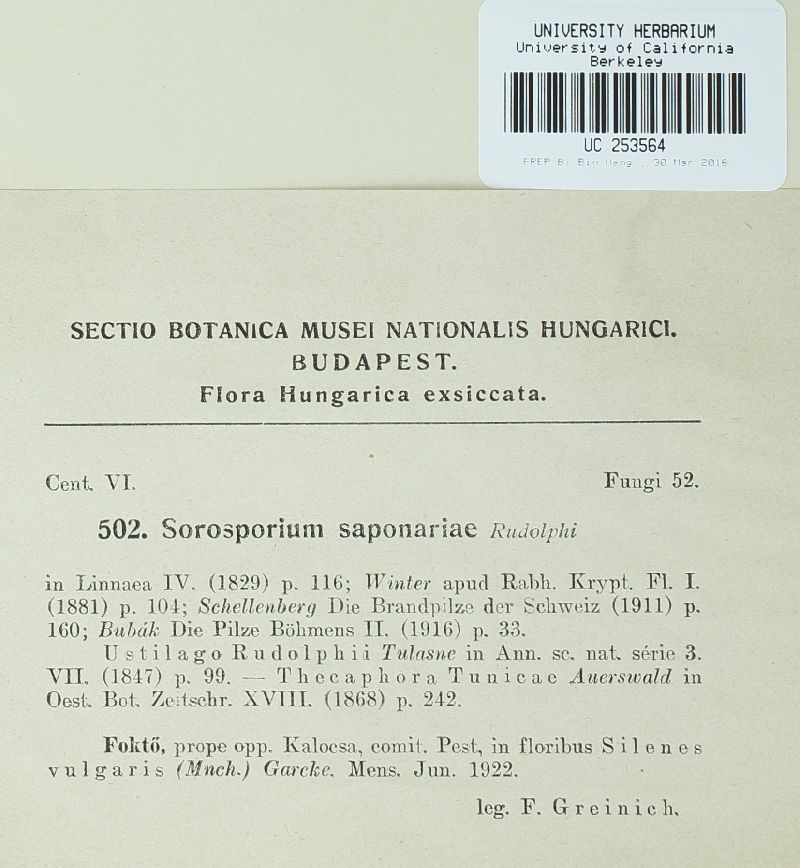 UNIVERSITY HERBARIUM
University of California
Berkeley
UC 253564
PREP BY Bin Wang , 30 Mar 2016
SECTIO BOTANICA MUSEI NATIONALIS HUNGARICI.
BUDAPEST.
Flora Hungarica exsiccata.
Cent. VI. Fungi 52.
502. Sorosporium saponariae Rudolphi
in Linnaea IV. (1829) p. 116; Winter apud Rabh. Krypt. Fl. I.
(1881) p. 104; Schellenberg Die Brandpilze der Schweiz (1911) p.
160; Bubák Die Pilze Böhmens II. (1916) p. 33.
Ustilago Rudolphii Tulasne in Ann. sc. nat. série 3.
VII. (1847) p. 99. — Thecaphora Tunicae Auerswald in
Oest. Bot. Zeitschr. XVIII. (1868) p. 242.
Foktő, prope opp. Kalocsa, comit. Pest, in floribus Silenes
vulgaris (Mnch.) Garcke. Mens. Jun. 1922.
leg. F. Greinich.